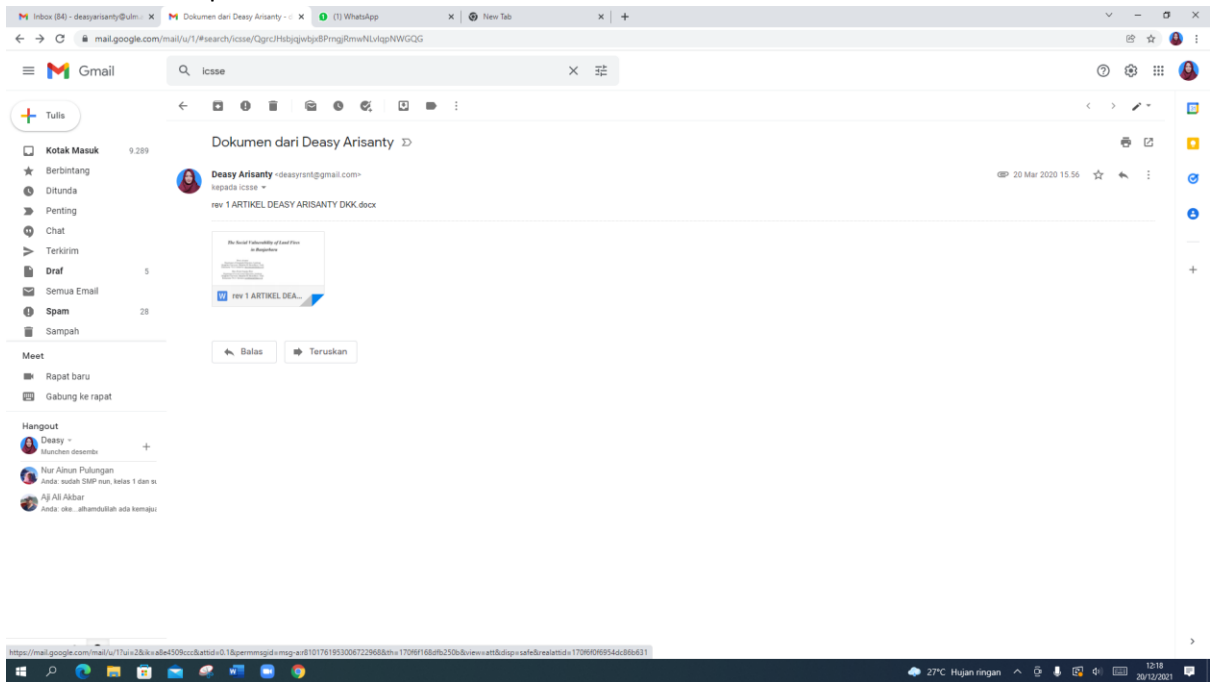 Inbox (84) - deasyarisanty@ulm.
Dokumen dari Deasy Arisanty - d
(1) WhatsApp
New Tab
mail.google.com/mail/u/1/#search/icsse/QgrcJHsbjqjwbjxBPrngjRmwNLvlqpNWGQG
Gmail
icsse
Tulis
Kotak Masuk 9.289
Berbintang
Ditunda
Penting
Chat
Terkirim
Draf 5
Semua Email
Spam 28
Sampah
Meet
Rapat baru
Gabung ke rapat
Hangout
Deasy
Munchen desembe
Nur Ainun Pulungan
Anda: sudah SMP nun, kelas 1 dan su
Aji Ali Akbar
Anda: oke...alhamdulilah ada kemajua
Dokumen dari Deasy Arisanty
Deasy Arisanty <deasyrsnt@gmail.com>
20 Mar 2020 15.56
kepada icsse
rev 1 ARTIKEL DEASY ARISANTY DKK.docx
The Social Vulnerability of Land Fires
in Banjarbaru
W rev 1 ARTIKEL DEA...
Balas
Teruskan
27°C Hujan ringan
12:18
20/12/2021